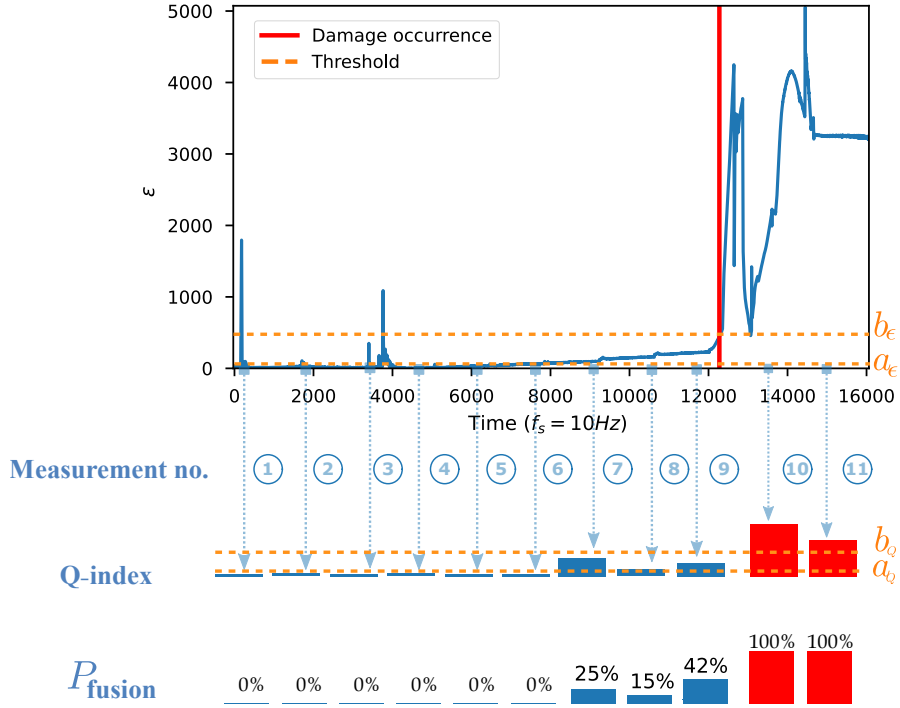 5000
4000
3000
2000
1000
0
ε
Damage occurrence
Threshold
b_ϵ
a_ϵ
0 2000 4000 6000 8000 10000 12000 14000 16000
Time (f_s = 10Hz)
Measurement no. 1 2 3 4 5 6 7 8 9 10 11
b_Q
Q-index
a_Q
P_fusion
0% 0% 0% 0% 0% 0% 25% 15% 42% 100% 100%